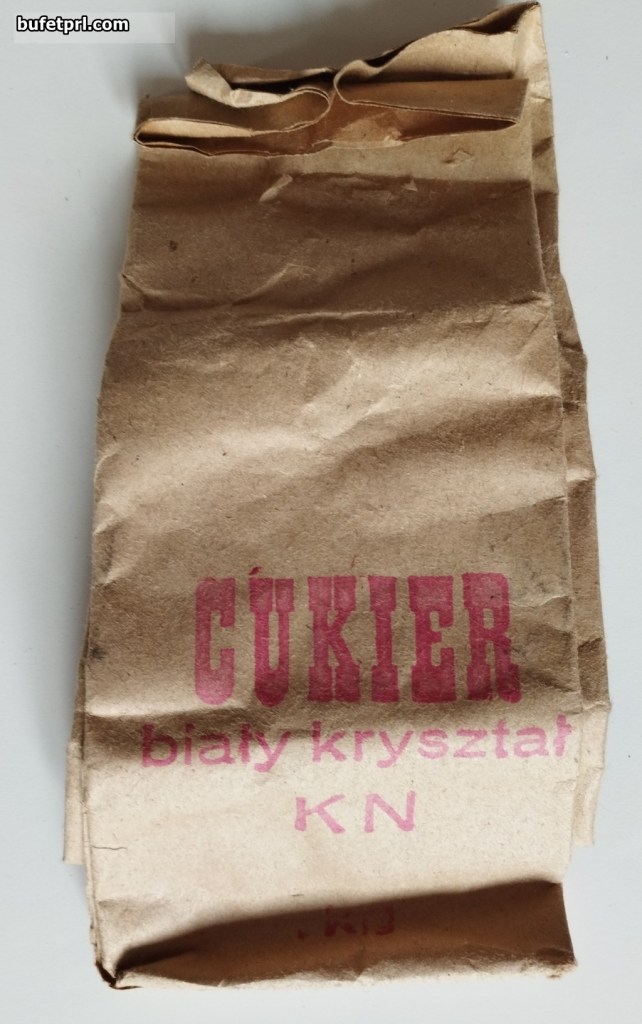 bufetprl.com
CUKIER
biały kryształ
KN